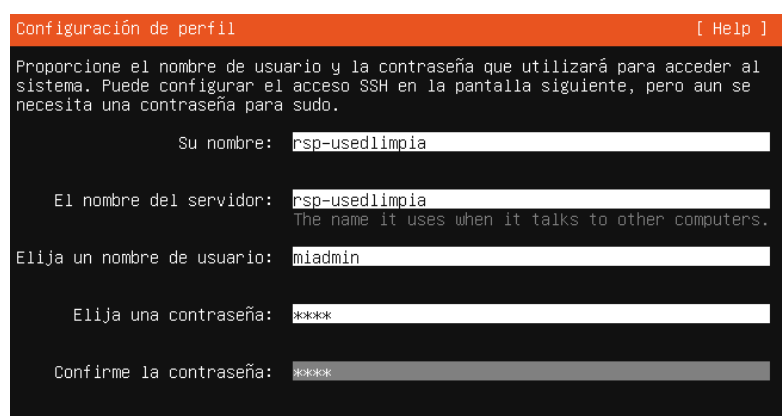 Configuración de perfil [ Help ]
Proporcione el nombre de usuario y la contraseña que utilizará para acceder al
sistema. Puede configurar el acceso SSH en la pantalla siguiente, pero aun se
necesita una contraseña para sudo.
Su nombre: rsp-usedlimpia
El nombre del servidor: rsp-usedlimpia
The name it uses when it talks to other computers.
Elija un nombre de usuario: miadmin
Elija una contraseña: ****
Confirme la contraseña: ****